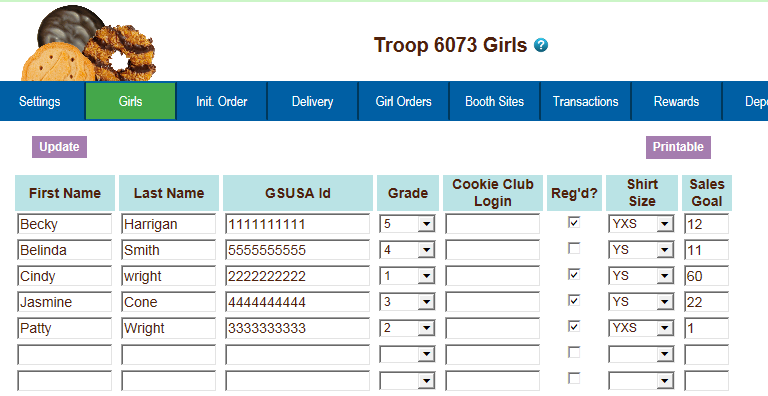 Troop 6073 Girls ?
Settings Girls Init. Order Delivery Girl Orders Booth Sites Transactions Rewards Depo
Update Printable
First Name Last Name GSUSA Id Grade Cookie Club Login Reg'd? Shirt Size Sales Goal
Becky Harrigan 1111111111 5 YXS 12
Belinda Smith 5555555555 4 YS 11
Cindy wright 2222222222 1 YS 60
Jasmine Cone 4444444444 3 YS 22
Patty Wright 3333333333 2 YXS 1